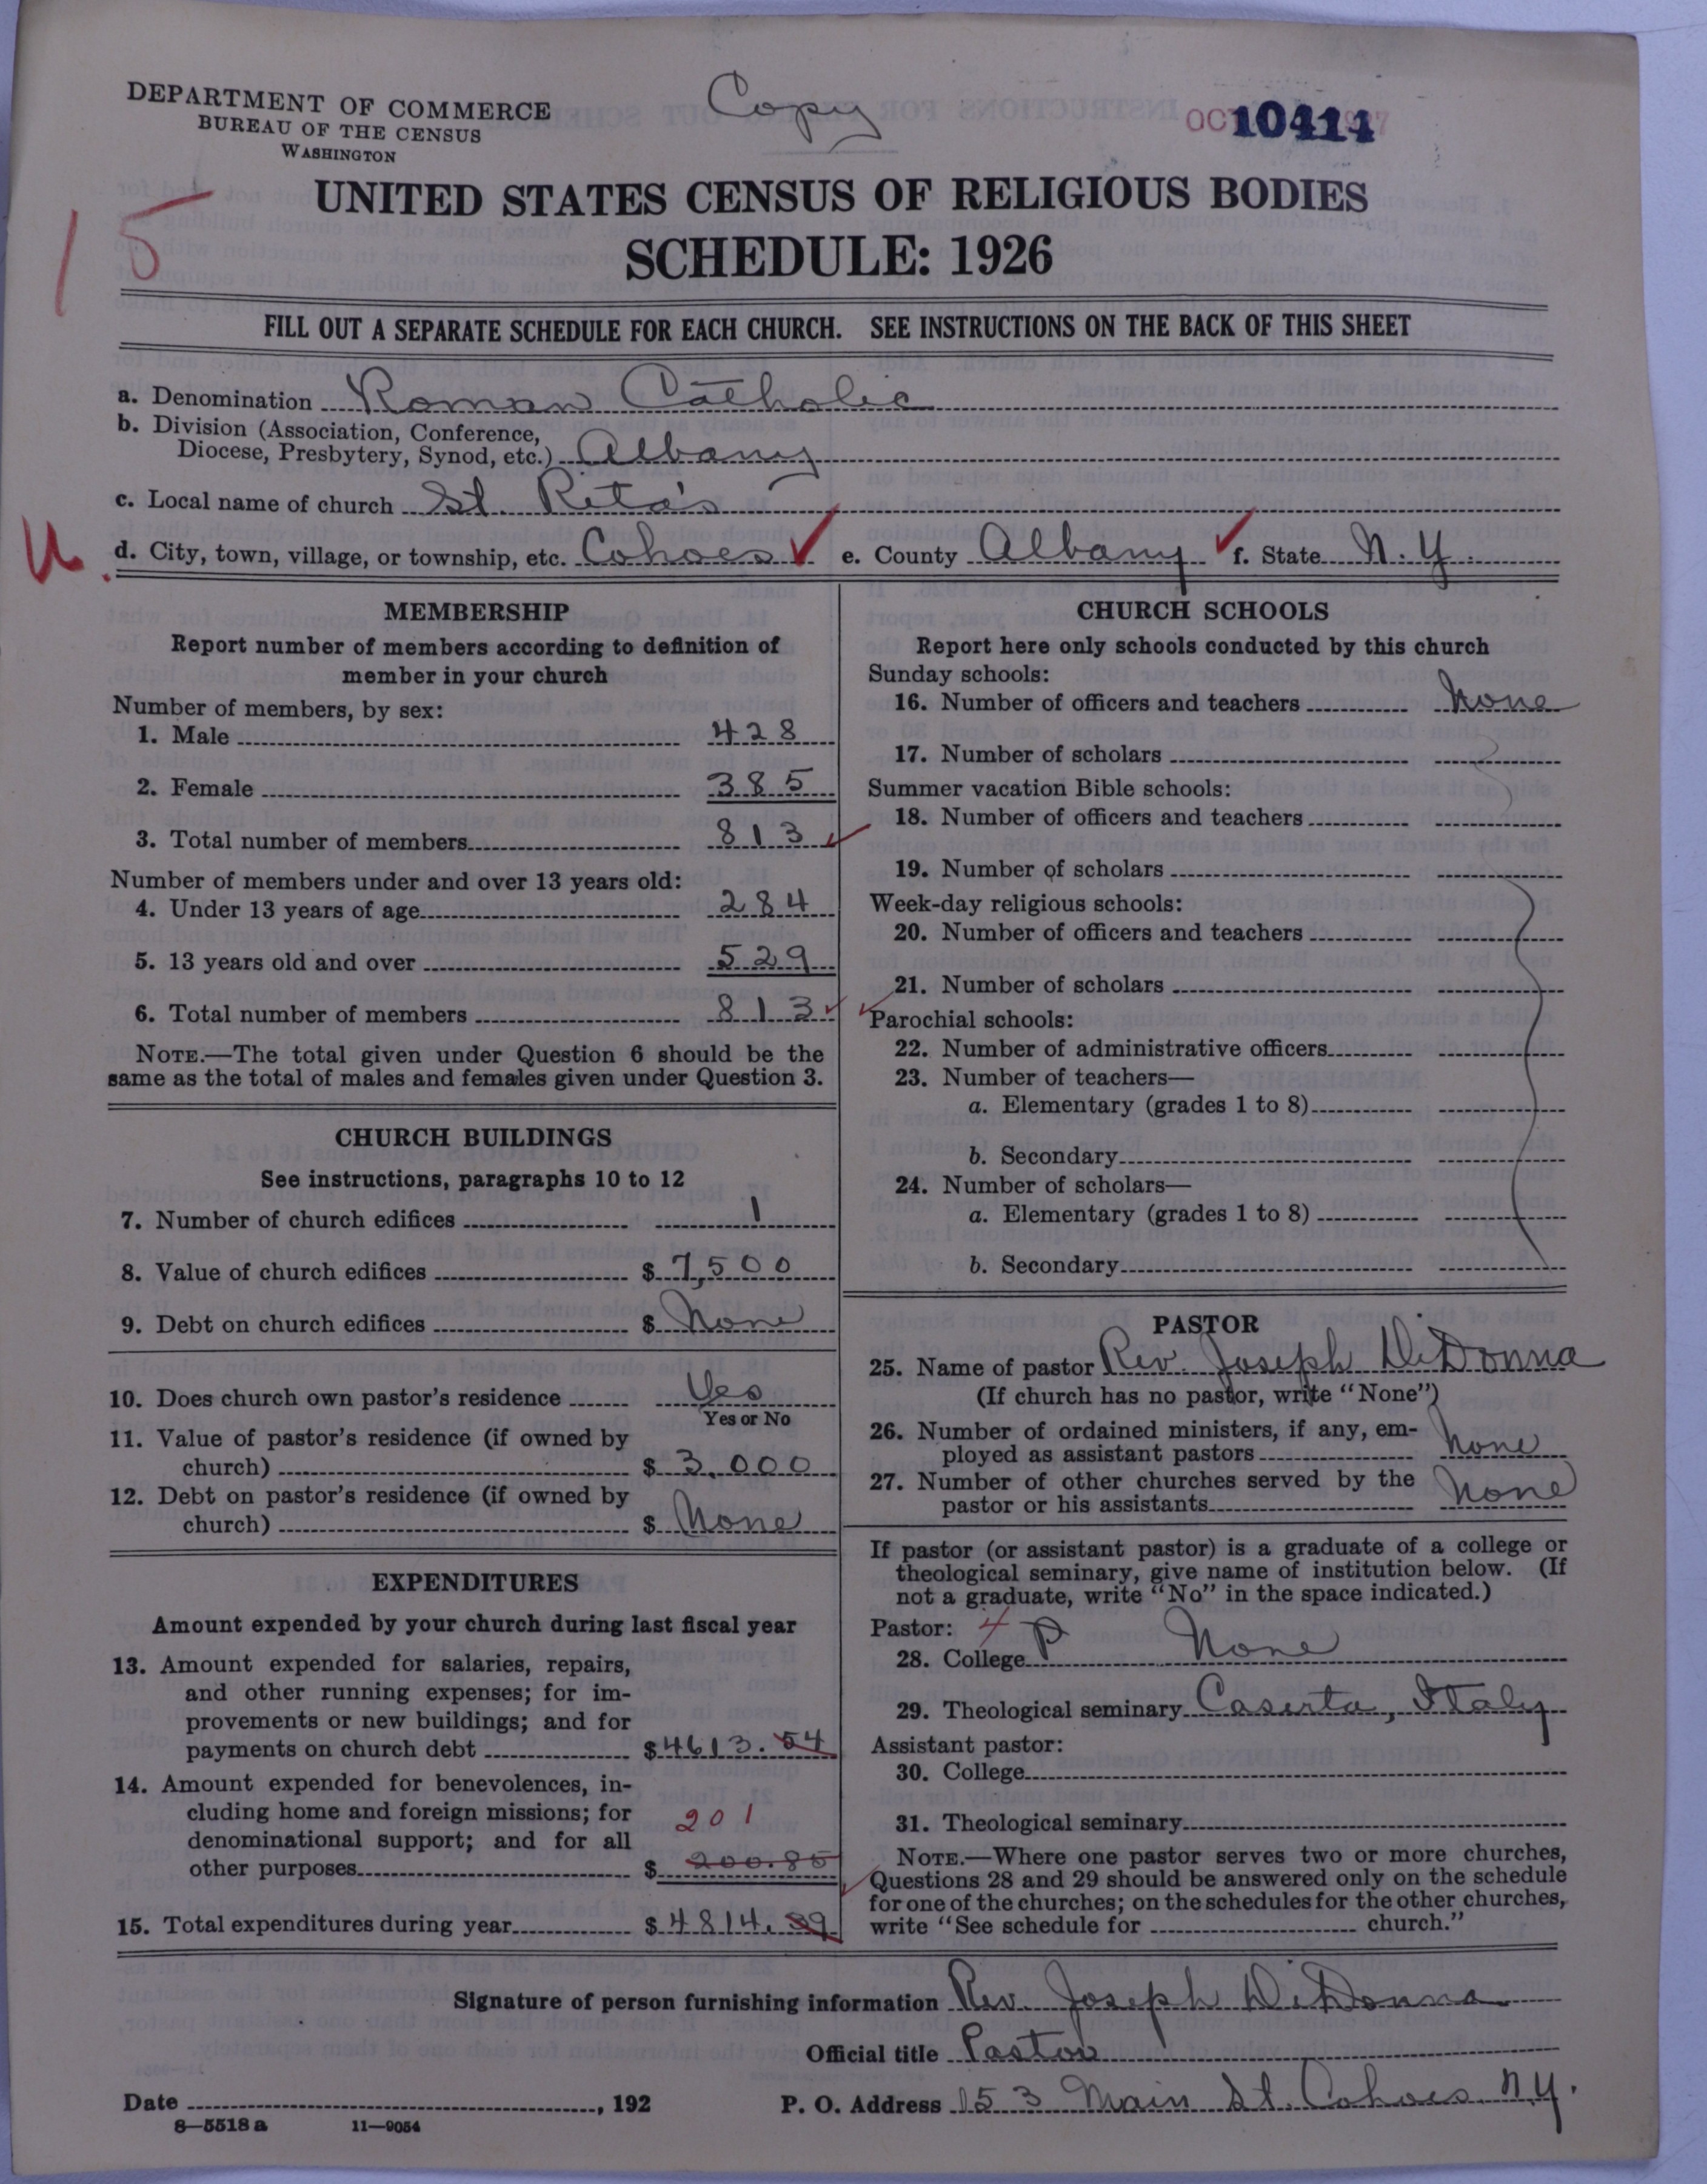 DEPARTMENT OF COMMERCE
BUREAU OF THE CENSUS
WASHINGTON
Copy
10414
15
UNITED STATES CENSUS OF RELIGIOUS BODIES
SCHEDULE: 1926
FILL OUT A SEPARATE SCHEDULE FOR EACH CHURCH. SEE INSTRUCTIONS ON THE BACK OF THIS SHEET
a. Denomination Roman Catholic
b. Division (Association, Conference,
Diocese, Presbytery, Synod, etc.) Albany
c. Local name of church St. Rita's
U. d. City, town, village, or township, etc. Cohoes e. County Albany f. State N.Y.
MEMBERSHIP
Report number of members according to definition of
member in your church
Number of members, by sex:
1. Male 428
2. Female 385
3. Total number of members 813
Number of members under and over 13 years old:
4. Under 13 years of age 284
5. 13 years old and over 529
6. Total number of members 813
NOTE.—The total given under Question 6 should be the
same as the total of males and females given under Question 3.
CHURCH BUILDINGS
See instructions, paragraphs 10 to 12
7. Number of church edifices 1
8. Value of church edifices $ 7,500
9. Debt on church edifices $ None
10. Does church own pastor's residence Yes
Yes or No
11. Value of pastor's residence (if owned by
church) $ 3,000
12. Debt on pastor's residence (if owned by
church) $ None
EXPENDITURES
Amount expended by your church during last fiscal year
13. Amount expended for salaries, repairs,
and other running expenses; for im-
provements or new buildings; and for
payments on church debt $ 4613.54
14. Amount expended for benevolences, in-
cluding home and foreign missions; for
denominational support; and for all
201
other purposes $ 200.85
15. Total expenditures during year $ 4814.39
CHURCH SCHOOLS
Report here only schools conducted by this church
Sunday schools:
16. Number of officers and teachers None
17. Number of scholars
Summer vacation Bible schools:
18. Number of officers and teachers
19. Number of scholars
Week-day religious schools:
20. Number of officers and teachers
21. Number of scholars
Parochial schools:
22. Number of administrative officers
23. Number of teachers—
a. Elementary (grades 1 to 8)
b. Secondary
24. Number of scholars—
a. Elementary (grades 1 to 8)
b. Secondary
PASTOR
25. Name of pastor Rev. Joseph DiDonna
(If church has no pastor, write "None")
26. Number of ordained ministers, if any, em-
ployed as assistant pastors None
27. Number of other churches served by the
pastor or his assistants None
If pastor (or assistant pastor) is a graduate of a college or
theological seminary, give name of institution below. (If
not a graduate, write "No" in the space indicated.)
Pastor: 4 P
28. College None
29. Theological seminary Caserta, Italy
Assistant pastor:
30. College
31. Theological seminary
NOTE.—Where one pastor serves two or more churches,
Questions 28 and 29 should be answered only on the schedule
for one of the churches; on the schedules for the other churches,
write "See schedule for church."
Signature of person furnishing information Rev. Joseph DiDonna
Official title Pastor
Date , 192 P. O. Address 153 Main St. Cohoes N.Y.
8—5518 a 11—9054